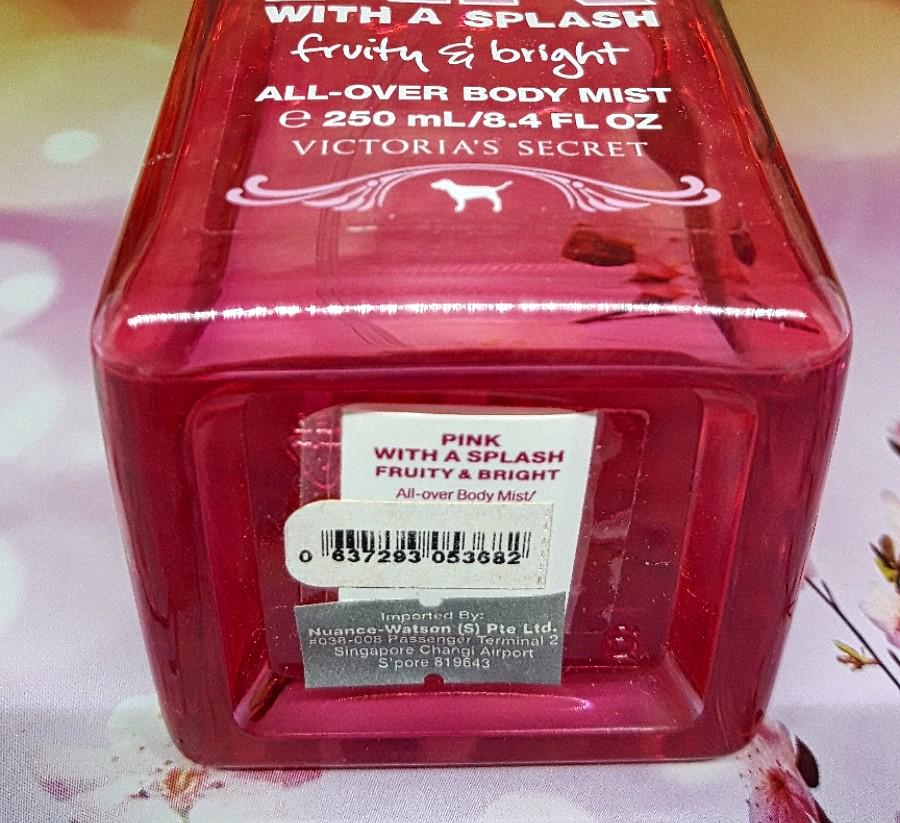 WITH A SPLASH
fruity & bright
ALL-OVER BODY MIST
℮ 250 mL/8.4 FL OZ
VICTORIA'S SECRET
PINK
WITH A SPLASH
FRUITY & BRIGHT
All-over Body Mist/
0 637293 053682
Imported By:
Nuance-Watson (S) Pte Ltd.
#038-008 Passenger Terminal 2
Singapore Changi Airport
S'pore 819643